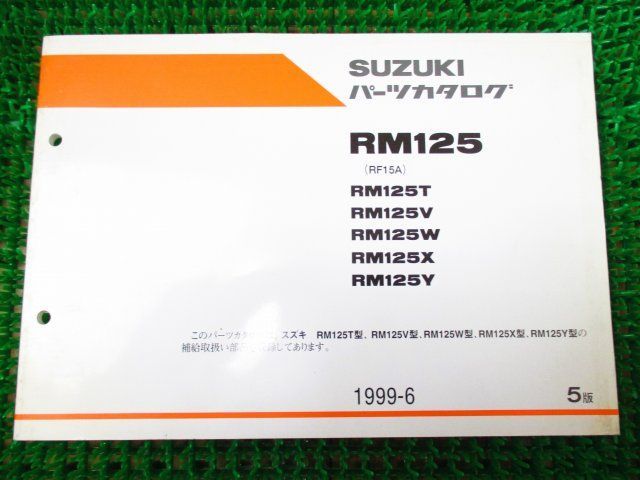 SUZUKI
パーツカタログ
RM125
(RF15A)
RM125T
RM125V
RM125W
RM125X
RM125Y
このパーツカタ スズキ RM125T型、RM125V型、RM125W型、RM125X型、RM125Y型の
補給取扱い部 録してあります。
1999-6 5版